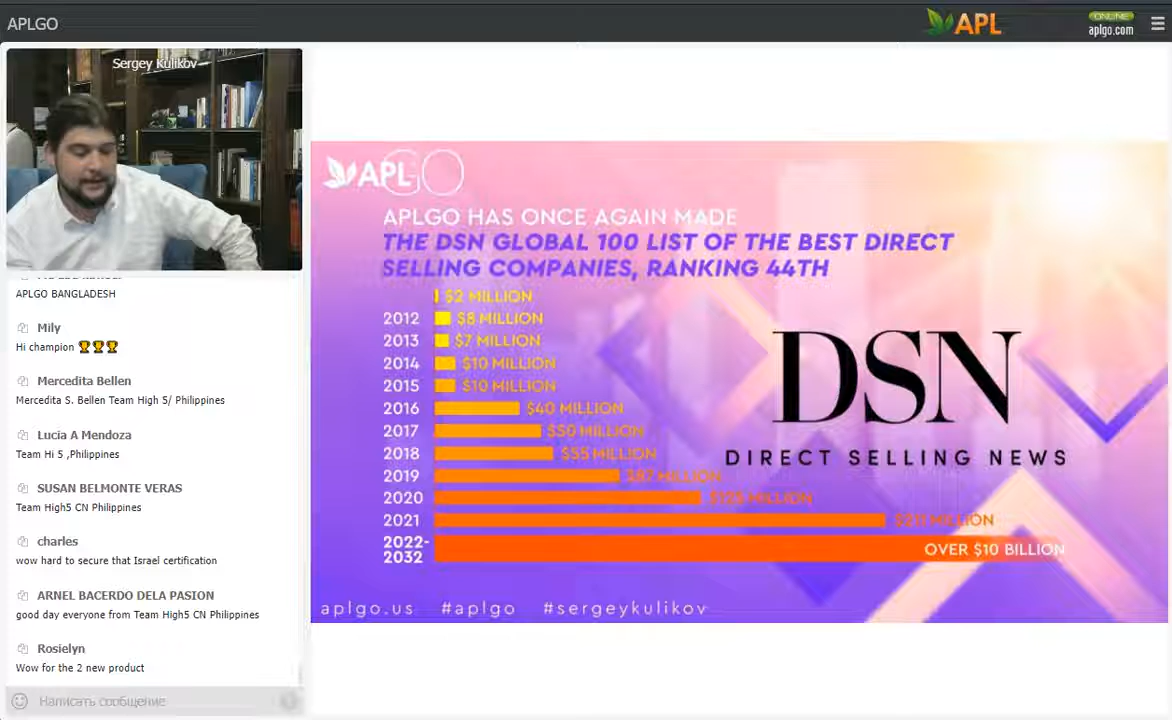 APLGO
APL
ONLINE
aplgo.com
Sergey Kulikov
APLGO BANGLADESH
Mily
Hi champion 🏆🏆🏆
Mercedita Bellen
Mercedita S. Bellen Team High 5/ Philippines
Lucia A Mendoza
Team Hi 5 ,Philippines
SUSAN BELMONTE VERAS
Team High5 CN Philippines
charles
wow hard to secure that Israel certification
ARNEL BACERDO DELA PASION
good day everyone from Team High5 CN Philippines
Rosielyn
Wow for the 2 new product
Написать сообщение
APLGO
APLGO HAS ONCE AGAIN MADE
THE DSN GLOBAL 100 LIST OF THE BEST DIRECT
SELLING COMPANIES, RANKING 44TH
$2 MILLION
2012 $8 MILLION
2013 $7 MILLION
2014 $10 MILLION
2015 $10 MILLION
2016 $40 MILLION
2017 $50 MILLION
2018 $55 MILLION
2019 $87 MILLION
2020 MILLION
2021 MILLION
2022-
2032
OVER $10 BILLION
DSN
DIRECT SELLING NEWS
aplgo.us #aplgo #sergeykulikov